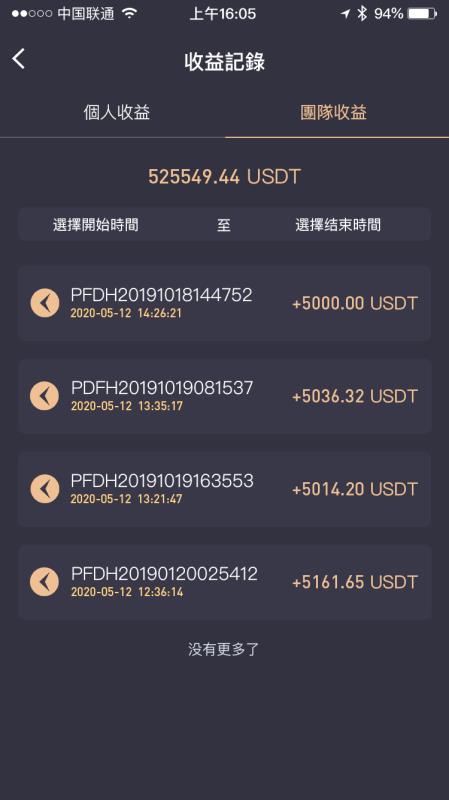 中国联通 上午16:05 94%
收益記錄
個人收益 團隊收益
525549.44 USDT
選擇開始時間 至 選擇结束時間
PFDH20191018144752 +5000.00 USDT
2020-05-12 14:26:21
PDFH20191019081537 +5036.32 USDT
2020-05-12 13:35:17
PFDH20191019163553 +5014.20 USDT
2020-05-12 13:21:47
PFDH20190120025412 +5161.65 USDT
2020-05-12 12:36:14
没有更多了